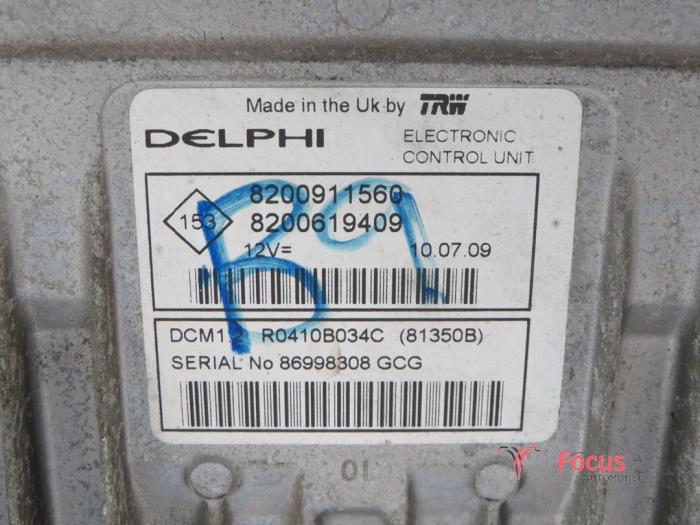 Made in the Uk by TRW
DELPHI
ELECTRONIC
CONTROL UNIT
153
8200911560
8200619409
12V=
10.07.09
DCM1.2 R0410B034C (81350B)
SERIAL No 86998308 GCG
Focus
AUTOMOTIVE